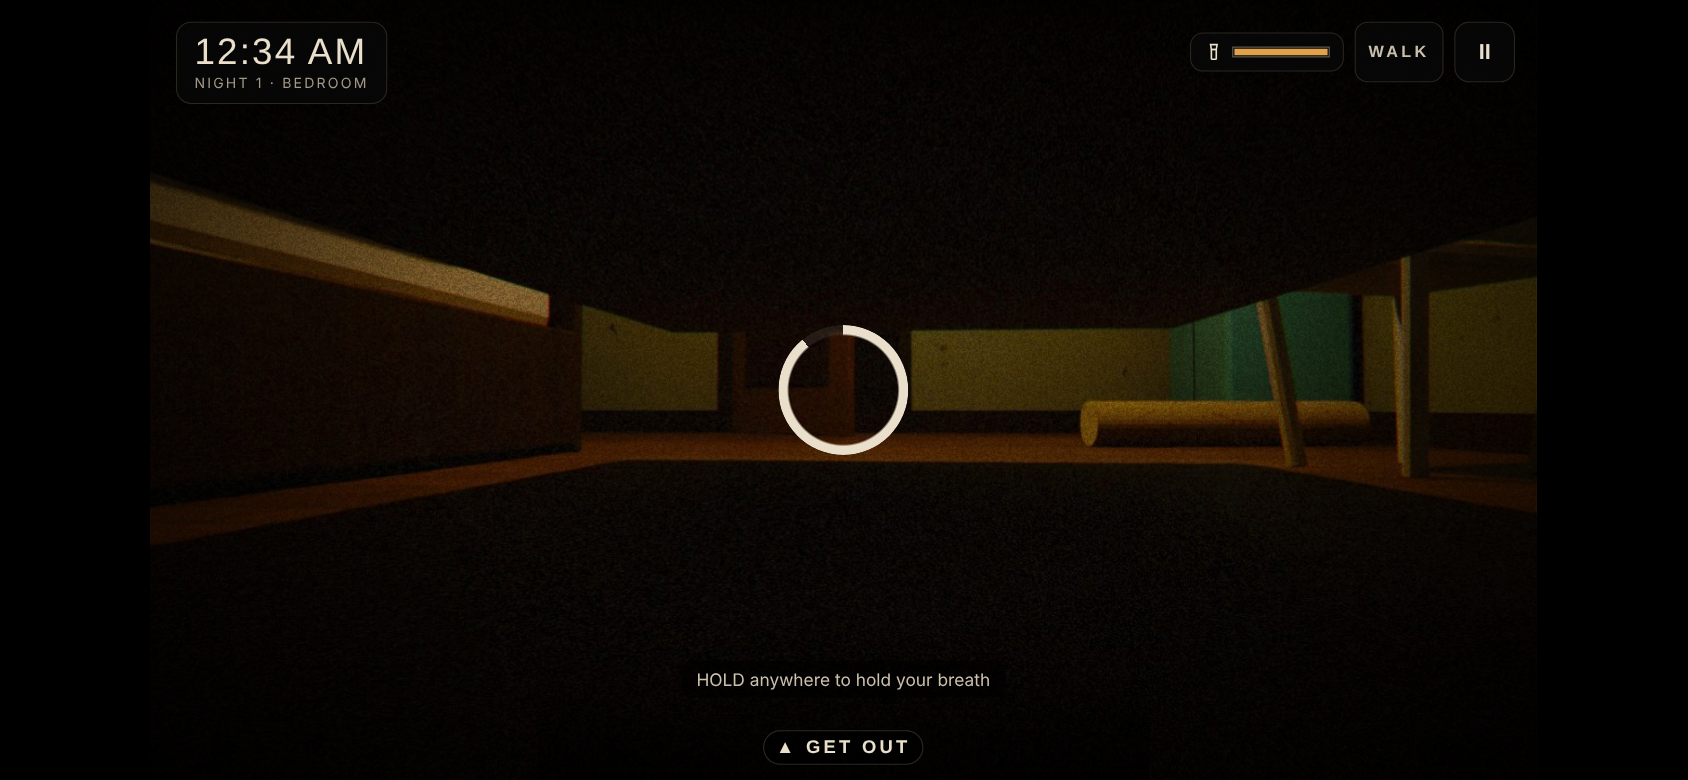 12:34 AM
NIGHT 1 · BEDROOM
WALK
HOLD anywhere to hold your breath
▲ GET OUT